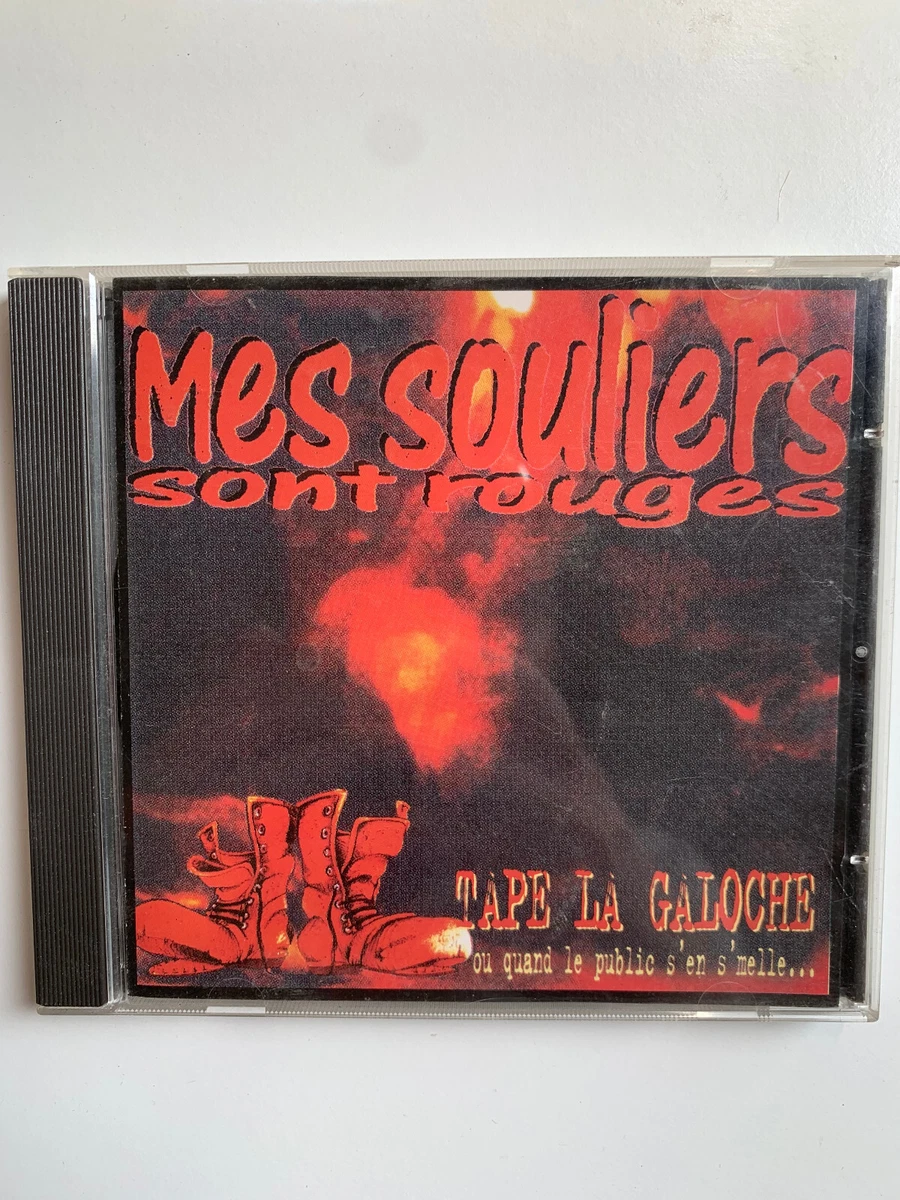 Mes souliers
sont rouges
TAPE LA GALOCHE
ou quand le public s'en s'melle...